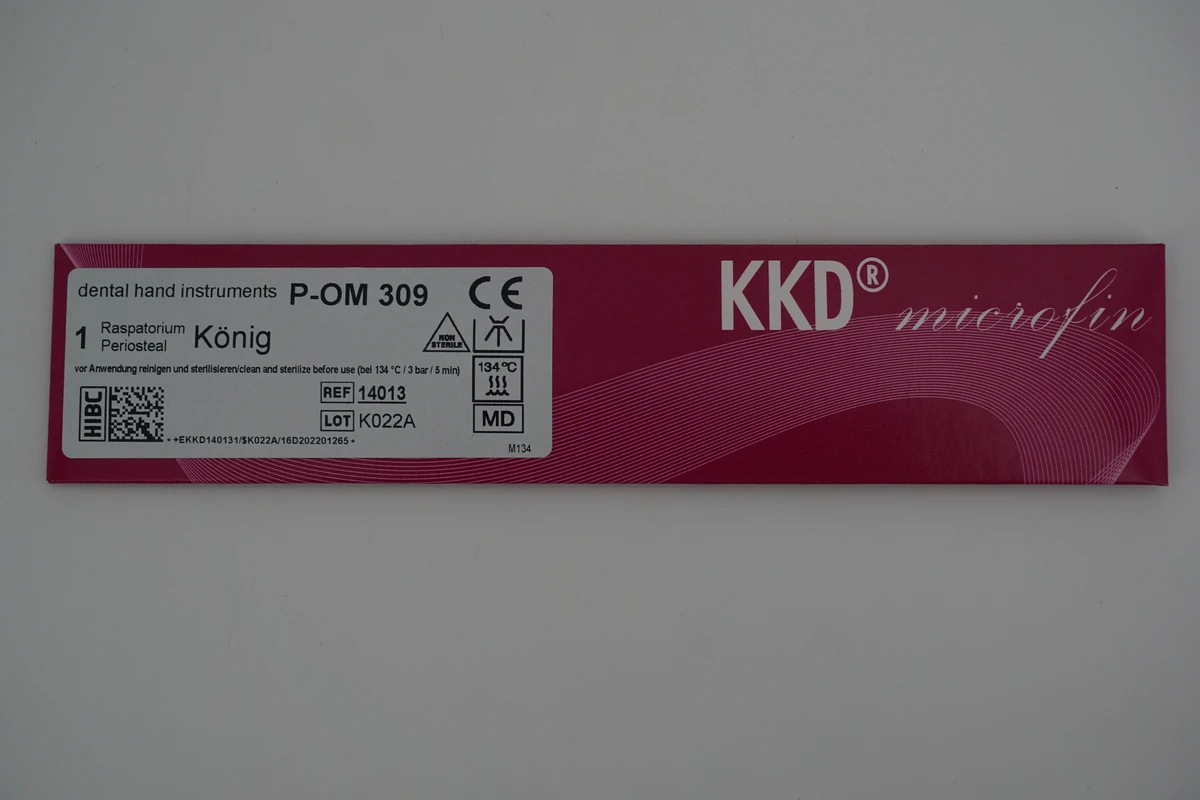 dental hand instruments P-OM 309
CE
1 Raspatorium
Periosteal
König
NON
STERILE
vor Anwendung reinigen und sterilisieren/clean and sterilize before use (bei 134 °C / 3 bar / 5 min)
134 °C
HIBC
REF 14013
LOT K022A
MD
*+EKKD140131/$K022A/16D202201265*
M134
KKD® microfin